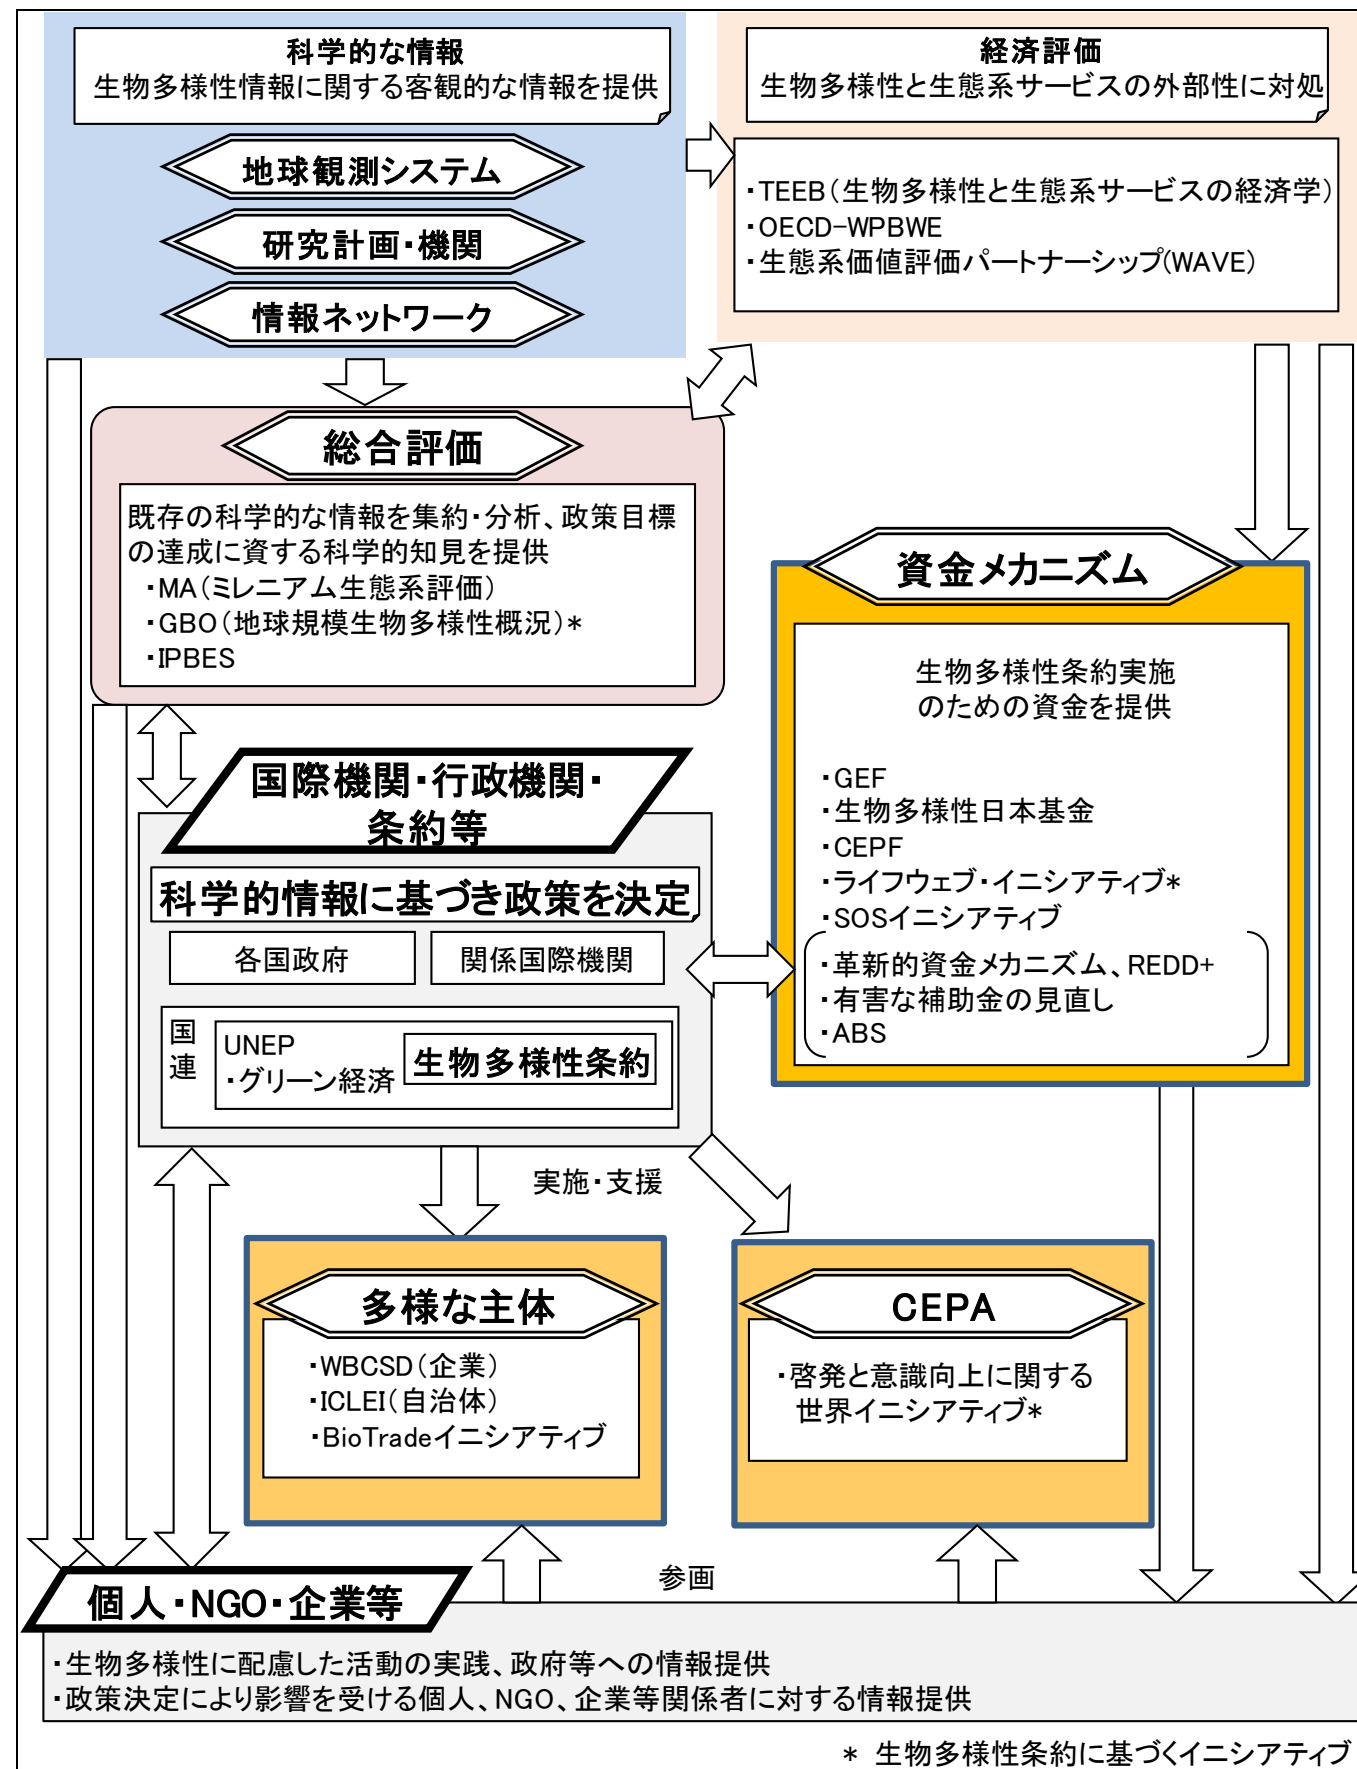 科学的な情報
生物多様性情報に関する客観的な情報を提供
地球観測システム
研究計画・機関
情報ネットワーク
経済評価
生物多様性と生態系サービスの外部性に対処
・TEEB(生物多様性と生態系サービスの経済学)
・OECD-WPBWE
・生態系価値評価パートナーシップ(WAVE)
総合評価
既存の科学的な情報を集約・分析、政策目標
の達成に資する科学的知見を提供
・MA(ミレニアム生態系評価)
・GBO(地球規模生物多様性概況)*
・IPBES
資金メカニズム
生物多様性条約実施
のための資金を提供
・GEF
・生物多様性日本基金
・CEPF
・ライフウェブ・イニシアティブ*
・SOSイニシアティブ
・革新的資金メカニズム、REDD+
・有害な補助金の見直し
・ABS
国際機関・行政機関・
条約等
科学的情報に基づき政策を決定
各国政府
関係国際機関
国
連
UNEP
・グリーン経済
生物多様性条約
実施・支援
多様な主体
・WBCSD(企業)
・ICLEI(自治体)
・BioTradeイニシアティブ
CEPA
・啓発と意識向上に関する
世界イニシアティブ*
参画
個人・NGO・企業等
・生物多様性に配慮した活動の実践、政府等への情報提供
・政策決定により影響を受ける個人、NGO、企業等関係者に対する情報提供
* 生物多様性条約に基づくイニシアティブ